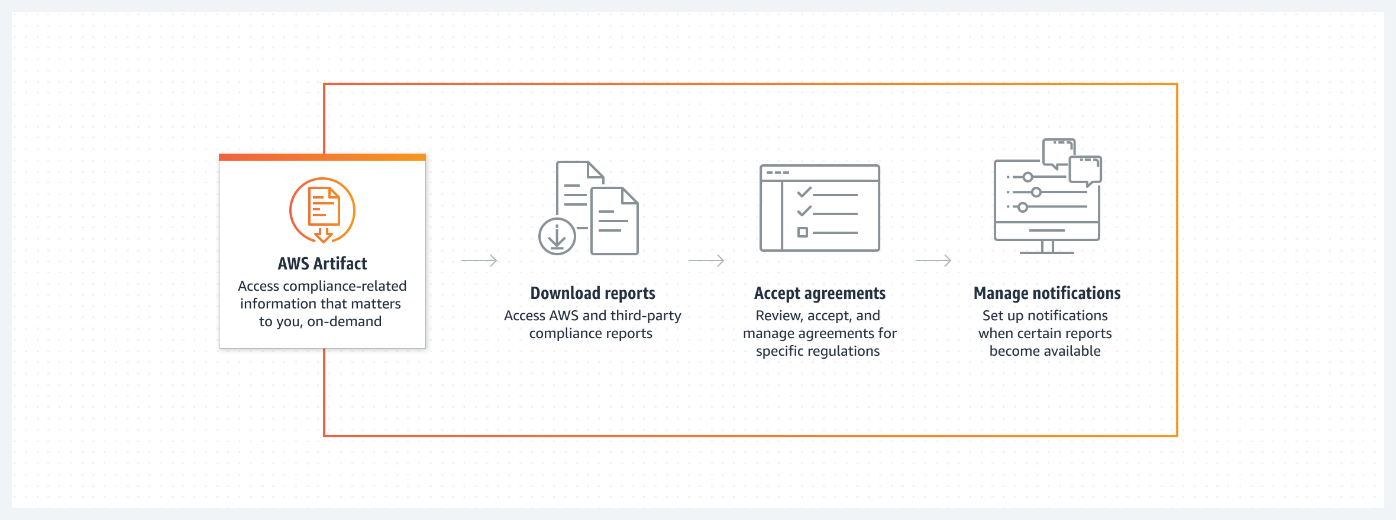 AWS Artifact
Access compliance-related
information that matters
to you, on-demand
Download reports
Access AWS and third-party
compliance reports
Accept agreements
Review, accept, and
manage agreements for
specific regulations
Manage notifications
Set up notifications
when certain reports
become available